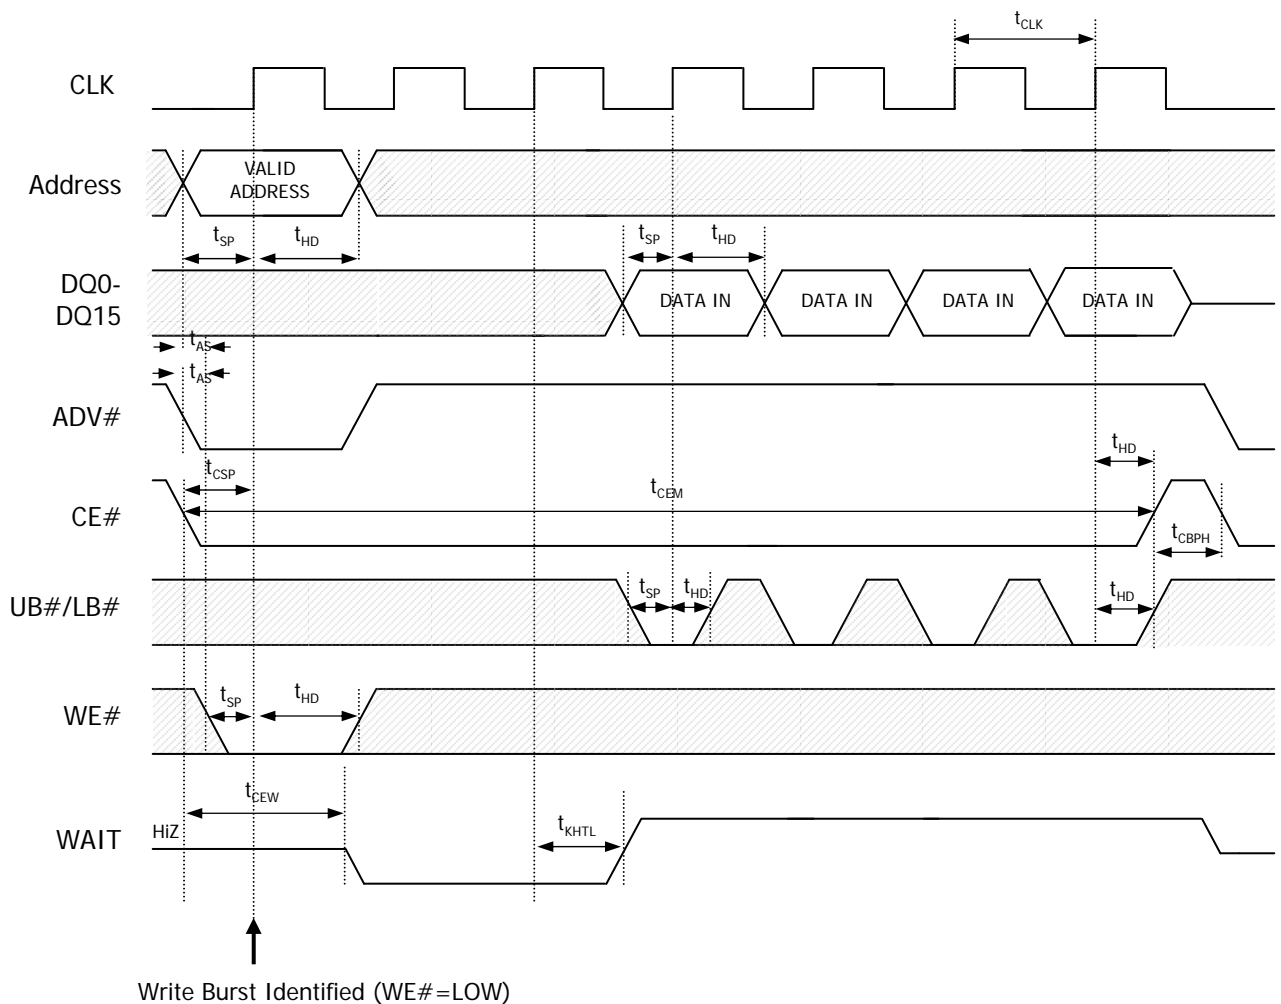 tCLK
CLK
Address
VALID
ADDRESS
tSP
tHD
tSP
tHD
DQ0-
DQ15
DATA IN
DATA IN
DATA IN
DATA IN
tAS
tAS
ADV#
tHD
tCSP
tCEM
CE#
tCBPH
UB#/LB#
tSP
tHD
tHD
WE#
tSP
tHD
tCEW
WAIT
HiZ
tKHTL
Write Burst Identified (WE#=LOW)